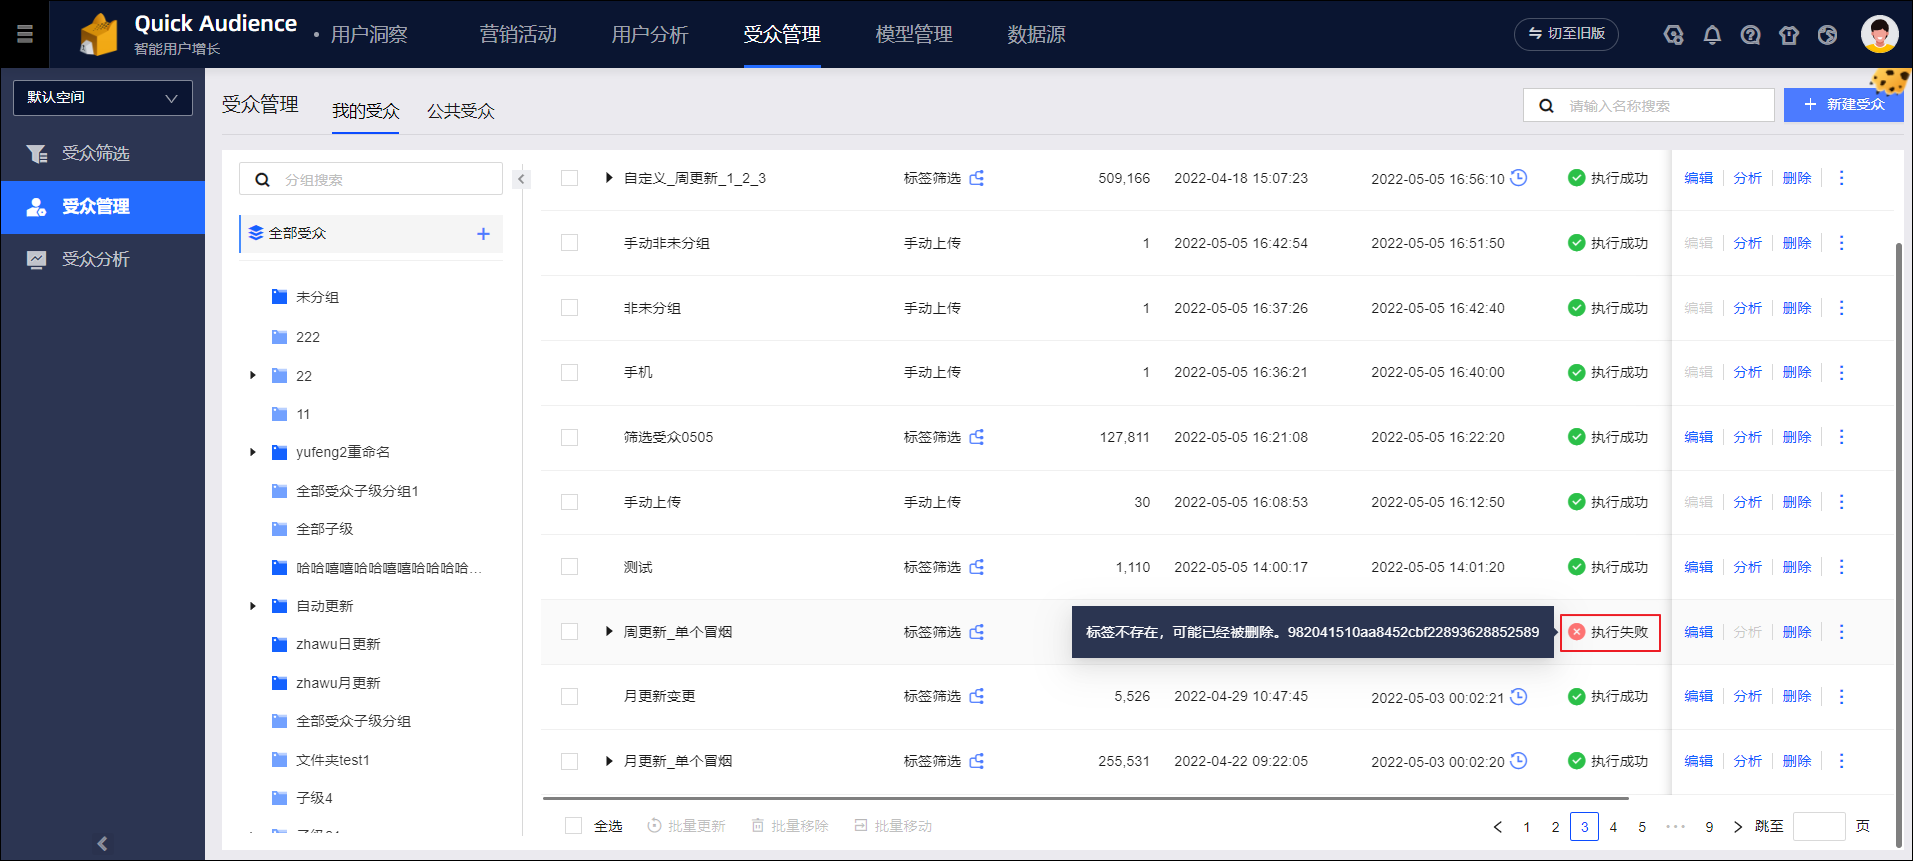 Quick Audience
智能用户增长
用户洞察
营销活动
用户分析
受众管理
模型管理
数据源
切至旧版
默认空间
受众筛选
受众管理
受众分析
受众管理
我的受众
公共受众
请输入名称搜索
+ 新建受众
分组搜索
全部受众 +
未分组
222
22
11
yufeng2重命名
全部受众子级分组1
全部子级
哈哈嘻嘻哈哈嘻嘻哈哈哈哈...
自动更新
zhawu日更新
zhawu月更新
全部受众子级分组
文件夹test1
子级4
自定义_周更新_1_2_3 标签筛选 509,166 2022-04-18 15:07:23 2022-05-05 16:56:10 执行成功 编辑 分析 删除
手动非未分组 手动上传 1 2022-05-05 16:42:54 2022-05-05 16:51:50 执行成功 编辑 分析 删除
非未分组 手动上传 1 2022-05-05 16:37:26 2022-05-05 16:42:40 执行成功 编辑 分析 删除
手机 手动上传 1 2022-05-05 16:36:21 2022-05-05 16:40:00 执行成功 编辑 分析 删除
筛选受众0505 标签筛选 127,811 2022-05-05 16:21:08 2022-05-05 16:22:20 执行成功 编辑 分析 删除
手动上传 手动上传 30 2022-05-05 16:08:53 2022-05-05 16:12:50 执行成功 编辑 分析 删除
测试 标签筛选 1,110 2022-05-05 14:00:17 2022-05-05 14:01:20 执行成功 编辑 分析 删除
周更新_单个冒烟 标签筛选 标签不存在，可能已经被删除。982041510aa8452cbf22893628852589 执行失败 编辑 分析 删除
月更新变更 标签筛选 5,526 2022-04-29 10:47:45 2022-05-03 00:02:21 执行成功 编辑 分析 删除
月更新_单个冒烟 标签筛选 255,531 2022-04-22 09:22:05 2022-05-03 00:02:20 执行成功 编辑 分析 删除
全选 批量更新 批量移除 批量移动
1 2 3 4 5 ··· 9 跳至 页